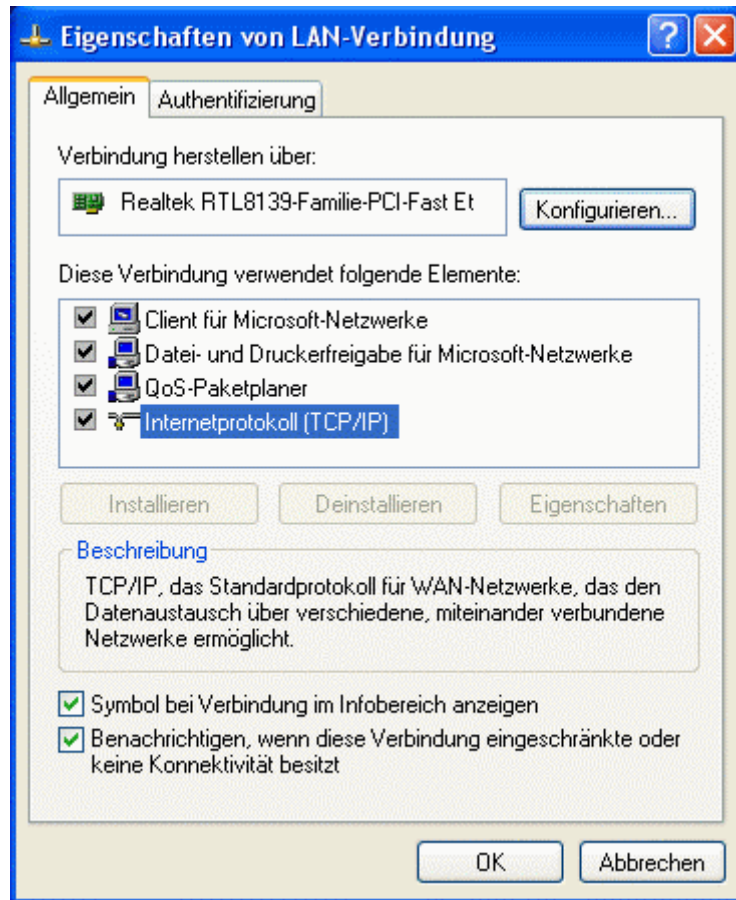 Eigenschaften von LAN-Verbindung
Allgemein
Authentifizierung
Verbindung herstellen über:
Realtek RTL8139-Familie-PCI-Fast Et
Konfigurieren...
Diese Verbindung verwendet folgende Elemente:
Client für Microsoft-Netzwerke
Datei- und Druckerfreigabe für Microsoft-Netzwerke
QoS-Paketplaner
Internetprotokoll (TCP/IP)
Installieren
Deinstallieren
Eigenschaften
Beschreibung
TCP/IP, das Standardprotokoll für WAN-Netzwerke, das den
Datenaustausch über verschiedene, miteinander verbundene
Netzwerke ermöglicht.
Symbol bei Verbindung im Infobereich anzeigen
Benachrichtigen, wenn diese Verbindung eingeschränkte oder
keine Konnektivität besitzt
OK
Abbrechen